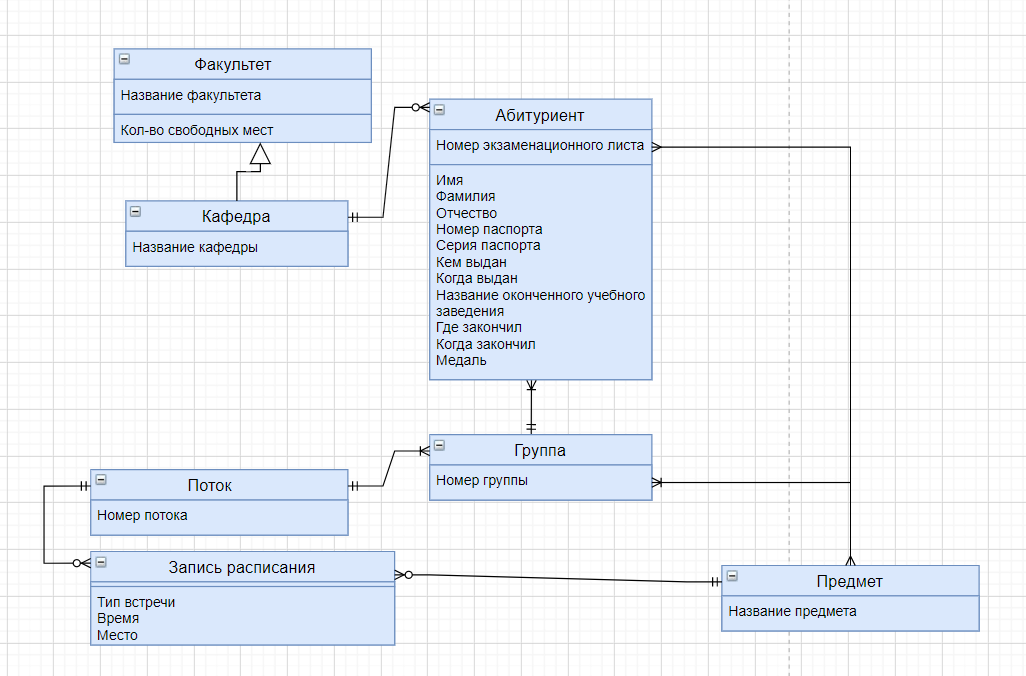 Факультет
Название факультета
Кол-во свободных мест
Кафедра
Название кафедры
Абитуриент
Номер экзаменационного листа
Имя
Фамилия
Отчество
Номер паспорта
Серия паспорта
Кем выдан
Когда выдан
Название оконченного учебного
заведения
Где закончил
Когда закончил
Медаль
Группа
Номер группы
Поток
Номер потока
Запись расписания
Тип встречи
Время
Место
Предмет
Название предмета